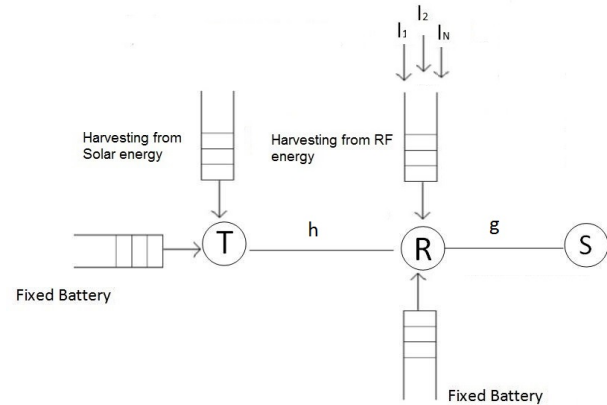 I1
I2
IN
Harvesting from
Solar energy
Harvesting from RF
energy
T
h
R
g
S
Fixed Battery
Fixed Battery